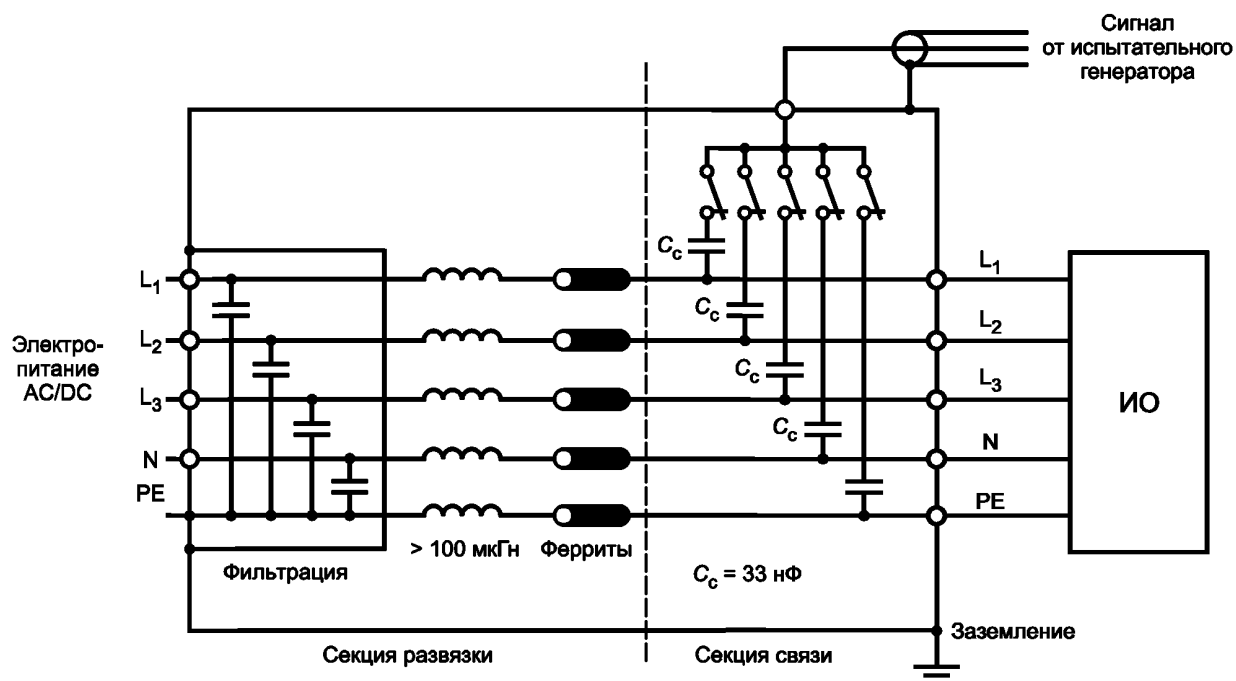 Сигнал
от испытательного
генератора
Электро-
питание
AC/DC
L1
L2
L3
N
PE
Cc
Cc
Cc
Cc
L1
L2
L3
N
PE
ИО
> 100 мкГн
Ферриты
Фильтрация
Cc = 33 нФ
Заземление
Секция развязки
Секция связи